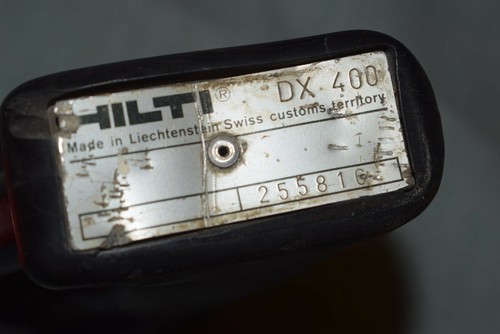 HILTI® DX 400
Made in Liechtenstein Swiss customs territory
255816